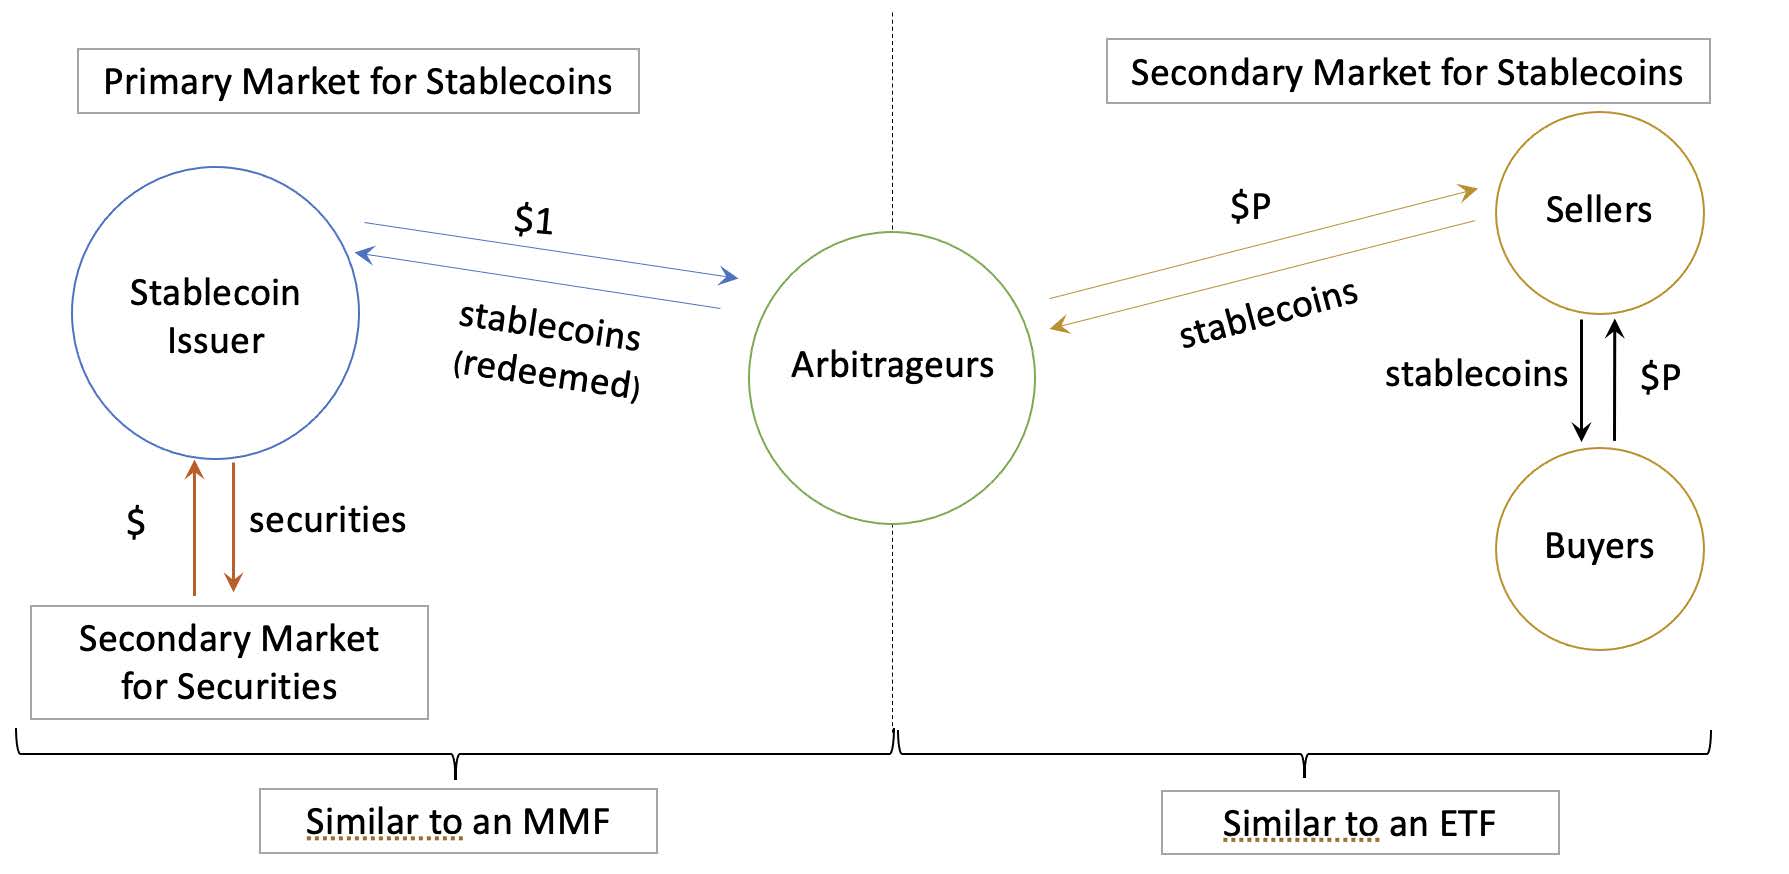 Primary Market for Stablecoins
Secondary Market for Stablecoins
Stablecoin
Issuer
$1
stablecoins
(redeemed)
Arbitrageurs
$P
stablecoins
Sellers
stablecoins
$P
Buyers
$
securities
Secondary Market
for Securities
Similar to an MMF
Similar to an ETF